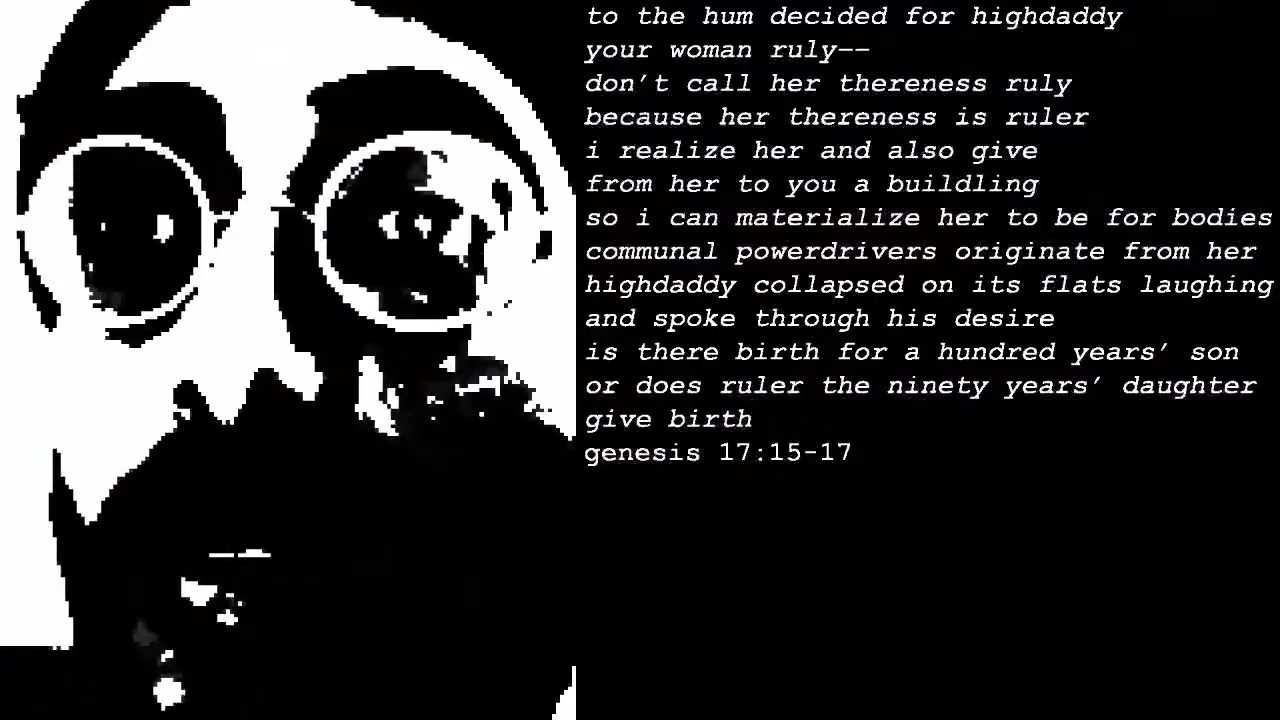 to the hum decided for highdaddy
your woman ruly––
don’t call her thereness ruly
because her thereness is ruler
i realize her and also give
from her to you a buildling
so i can materialize her to be for bodies
communal powerdrivers originate from her
highdaddy collapsed on its flats laughing
and spoke through his desire
is there birth for a hundred years’ son
or does ruler the ninety years’ daughter
give birth
genesis 17:15-17